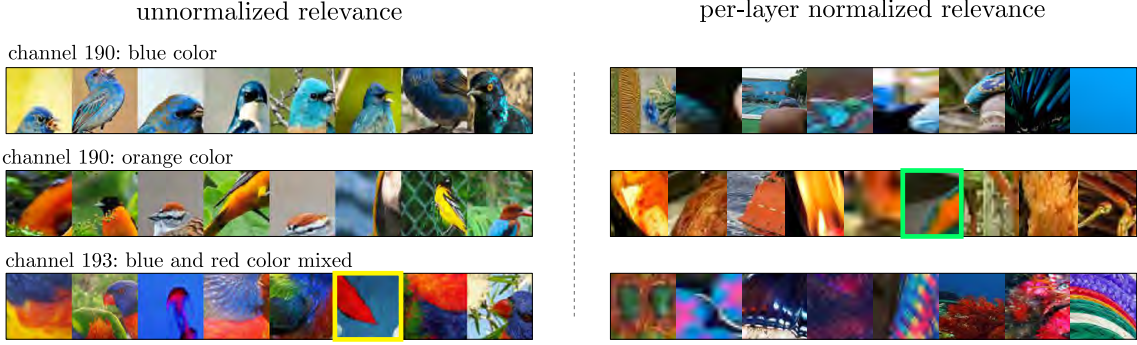 unnormalized relevance
per-layer normalized relevance
channel 190: blue color
channel 190: orange color
channel 193: blue and red color mixed